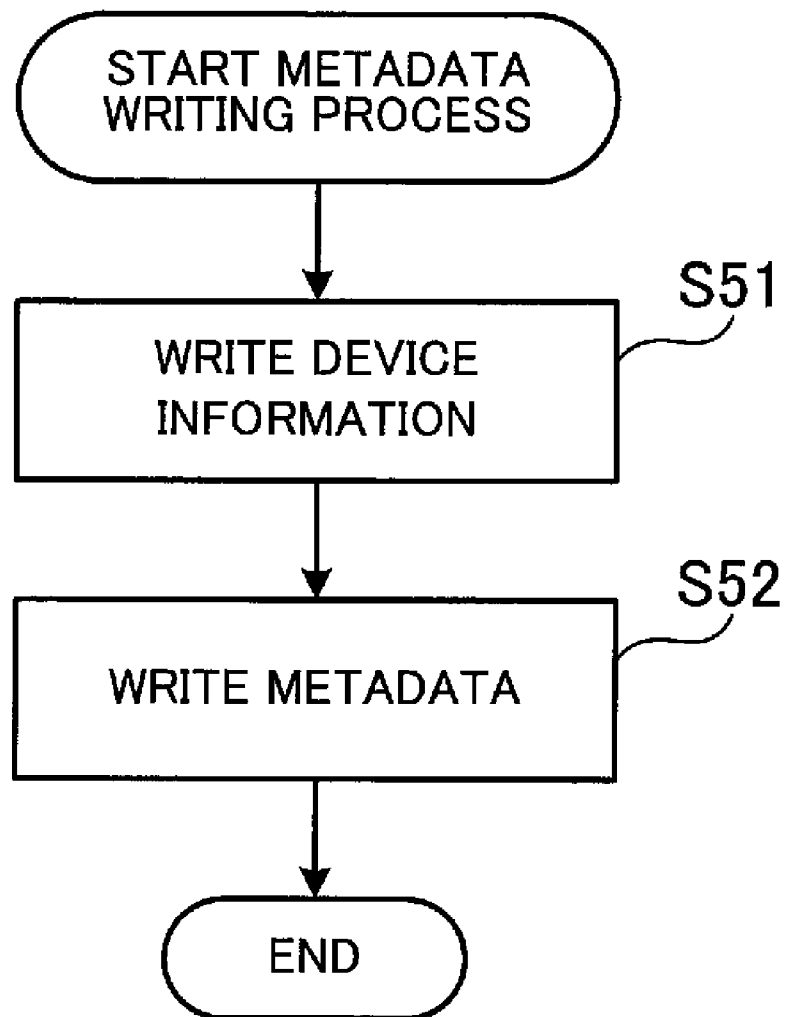 START METADATA
WRITING PROCESS
S51
WRITE DEVICE
INFORMATION
S52
WRITE METADATA
END